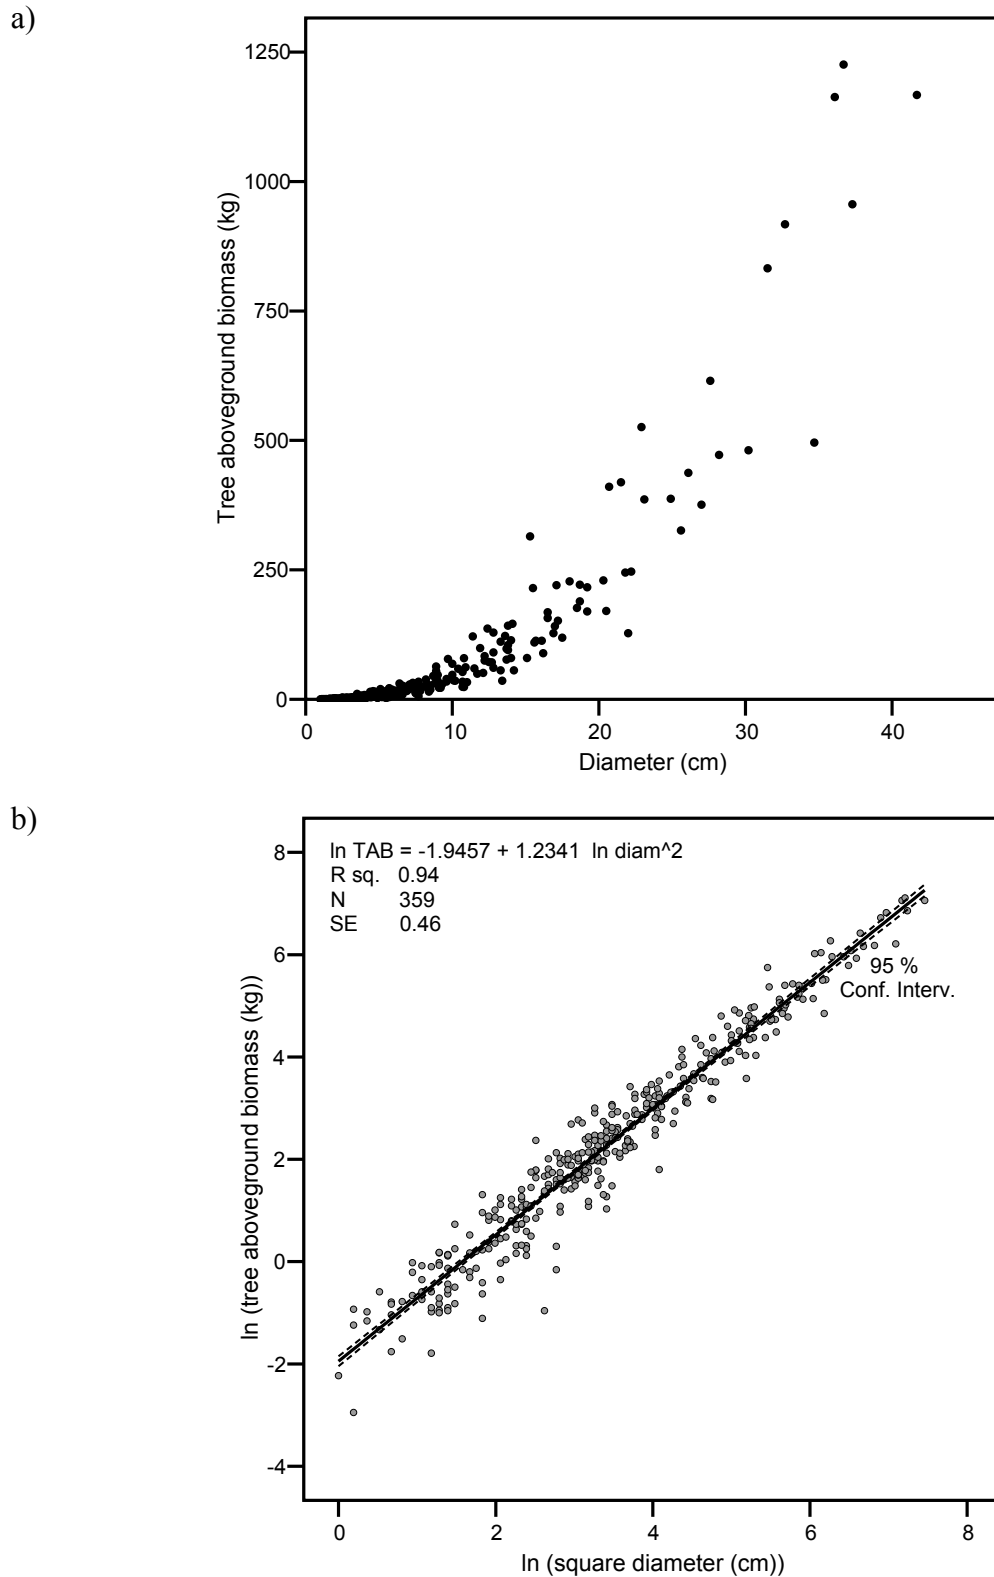 a)
1250
1000
750
500
250
0
Tree aboveground biomass (kg)
0 10 20 30 40
Diameter (cm)
b)
ln TAB = -1.9457 + 1.2341 ln diam^2
R sq. 0.94
N 359
SE 0.46
95 %
Conf. Interv.
8
6
4
2
0
-2
-4
ln (tree aboveground biomass (kg))
0 2 4 6 8
ln (square diameter (cm))